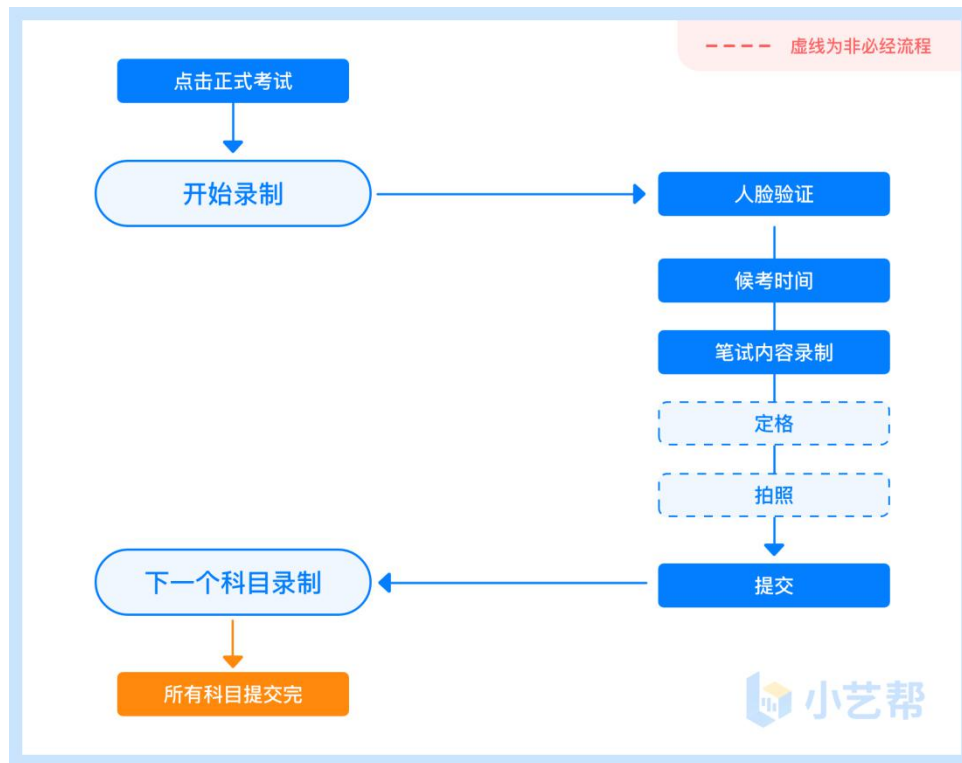 虚线为非必经流程
点击正式考试
开始录制
人脸验证
候考时间
笔试内容录制
定格
拍照
提交
下一个科目录制
所有科目提交完
小艺帮